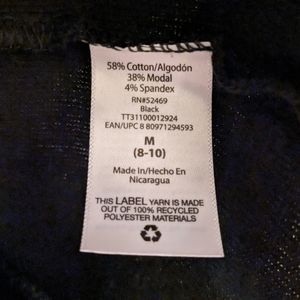 58% Cotton/Algodón
38% Modal
4% Spandex
RN#52469
Black
TT31100012924
EAN/UPC 8 80971294593
M
(8-10)
Made In/Hecho En
Nicaragua
THIS LABEL YARN IS MADE
OUT OF 100% RECYCLED
POLYESTER MATERIALS